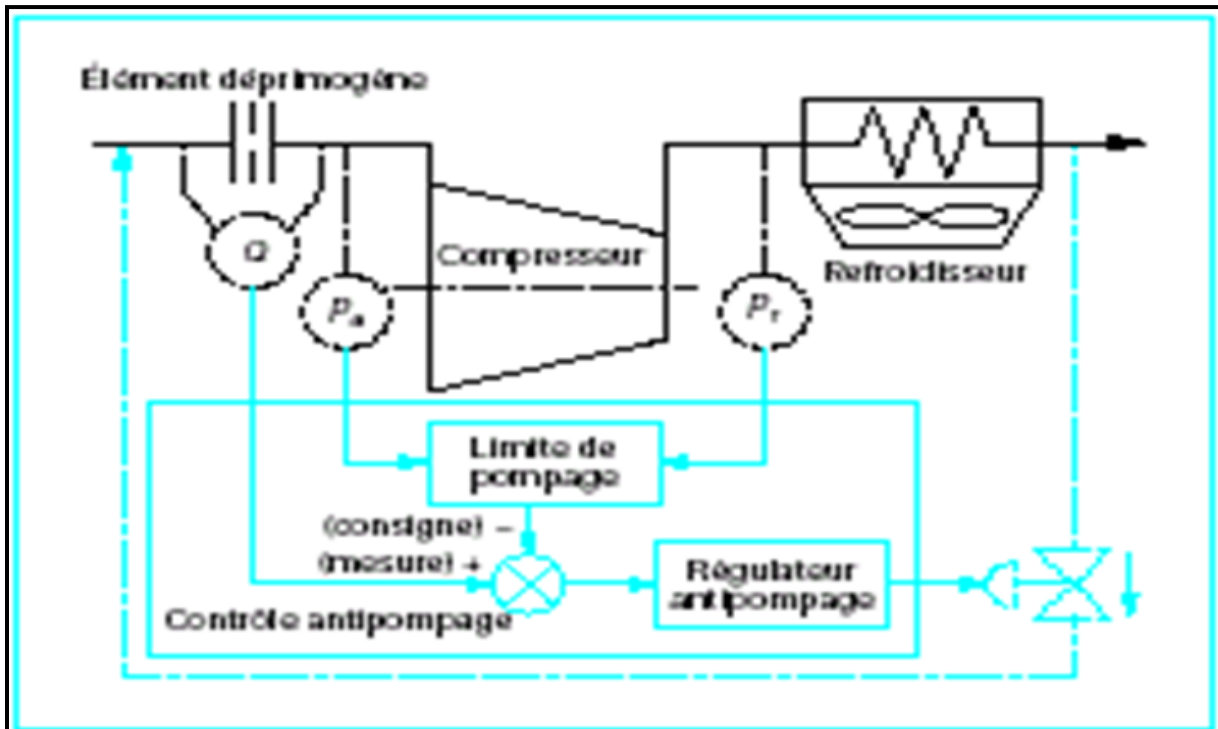 Élément déprimogène
Q
Pa
Compresseur
Pr
Refroidisseur
Limite de
pompage
(consigne) –
(mesure) +
Régulateur
antipompage
Contrôle antipompage